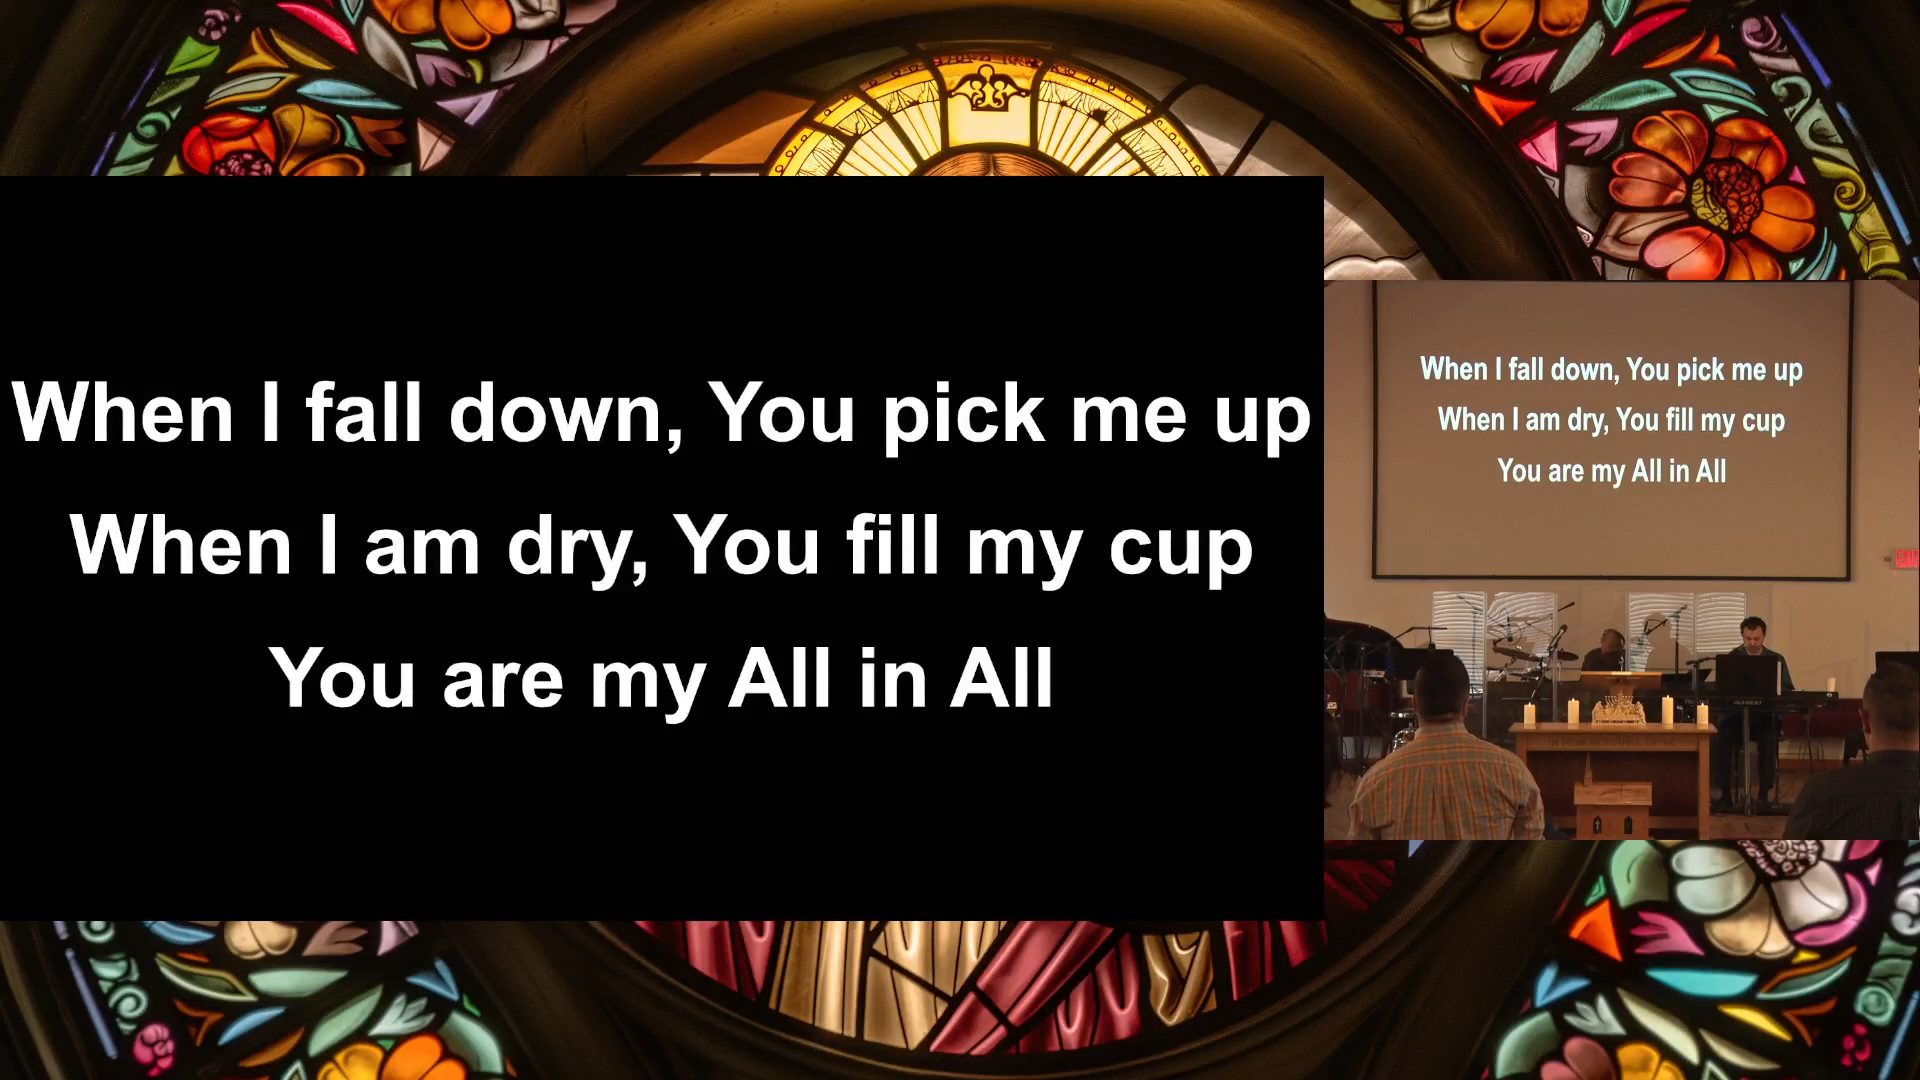 When I fall down, You pick me up
When I am dry, You fill my cup
You are my All in All
When I fall down, You pick me up
When I am dry, You fill my cup
You are my All in All
EXIT